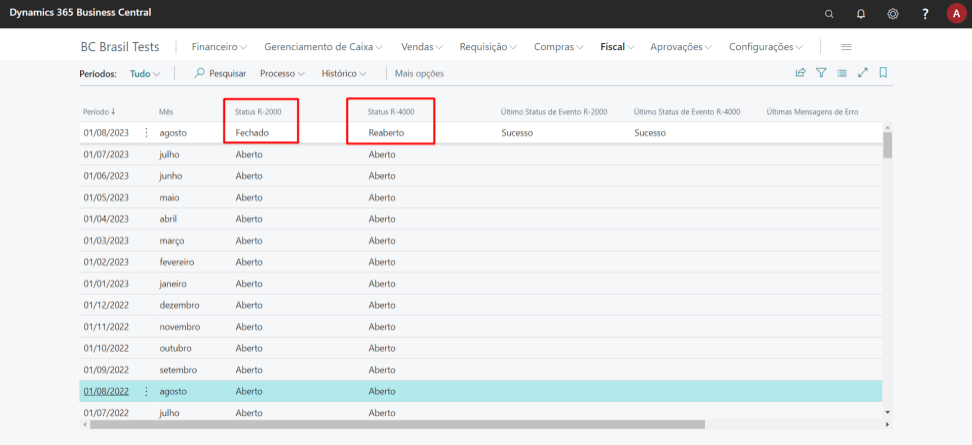 Dynamics 365 Business Central
?
A
BC Brasil Tests
Financeiro Gerenciamento de Caixa Vendas Requisição Compras Fiscal Aprovações Configurações
Períodos: Tudo Pesquisar Processo Histórico Mais opções
Período ↓ Mês Status R-2000 Status R-4000 Último Status de Evento R-2000 Último Status de Evento R-4000 Últimas Mensagens de Erro
01/08/2023 agosto Fechado Reaberto Sucesso Sucesso
01/07/2023 julho Aberto Aberto
01/06/2023 junho Aberto Aberto
01/05/2023 maio Aberto Aberto
01/04/2023 abril Aberto Aberto
01/03/2023 março Aberto Aberto
01/02/2023 fevereiro Aberto Aberto
01/01/2023 janeiro Aberto Aberto
01/12/2022 dezembro Aberto Aberto
01/11/2022 novembro Aberto Aberto
01/10/2022 outubro Aberto Aberto
01/09/2022 setembro Aberto Aberto
01/08/2022 agosto Aberto Aberto
01/07/2022 julho Aberto Aberto